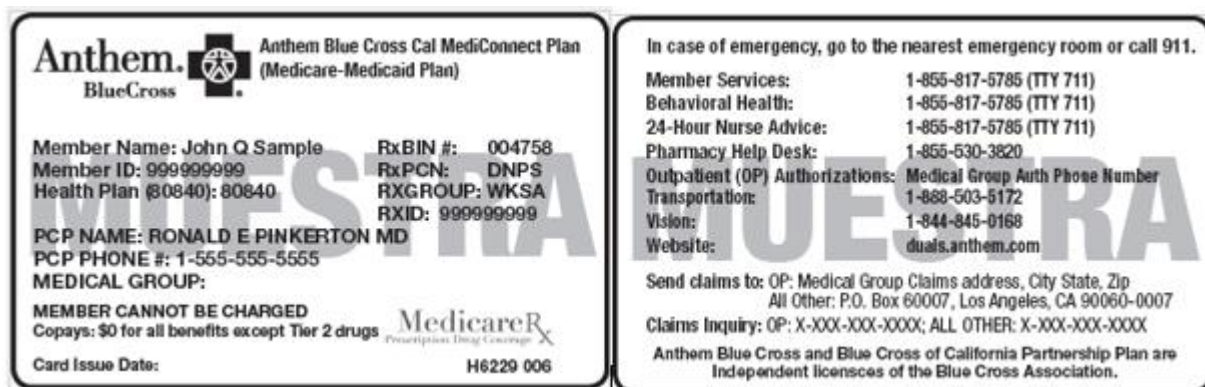 Anthem.
BlueCross
Anthem Blue Cross Cal MediConnect Plan
(Medicare-Medicaid Plan)
Member Name: John Q Sample
Member ID: 999999999
Health Plan (80840): 80840
RxBIN #: 004758
RxPCN: DNPS
RXGROUP: WKSA
RXID: 999999999
PCP NAME: RONALD E PINKERTON MD
PCP PHONE #: 1-555-555-5555
MEDICAL GROUP:
MUESTRA
MEMBER CANNOT BE CHARGED
Copays: $0 for all benefits except Tier 2 drugs
MedicareRx
Prescription Drug Coverage
Card Issue Date:
H6229 006
In case of emergency, go to the nearest emergency room or call 911.
Member Services: 1-855-817-5785 (TTY 711)
Behavioral Health: 1-855-817-5785 (TTY 711)
24-Hour Nurse Advice: 1-855-817-5785 (TTY 711)
Pharmacy Help Desk: 1-855-530-3820
Outpatient (OP) Authorizations: Medical Group Auth Phone Number
Transportation: 1-888-503-5172
Vision: 1-844-845-0168
Website: duals.anthem.com
MUESTRA
Send claims to: OP: Medical Group Claims address, City State, Zip
All Other: P.O. Box 60007, Los Angeles, CA 90060-0007
Claims Inquiry: OP: X-XXX-XXX-XXXX; ALL OTHER: X-XXX-XXX-XXXX
Anthem Blue Cross and Blue Cross of California Partnership Plan are
Independent licensces of the Blue Cross Association.